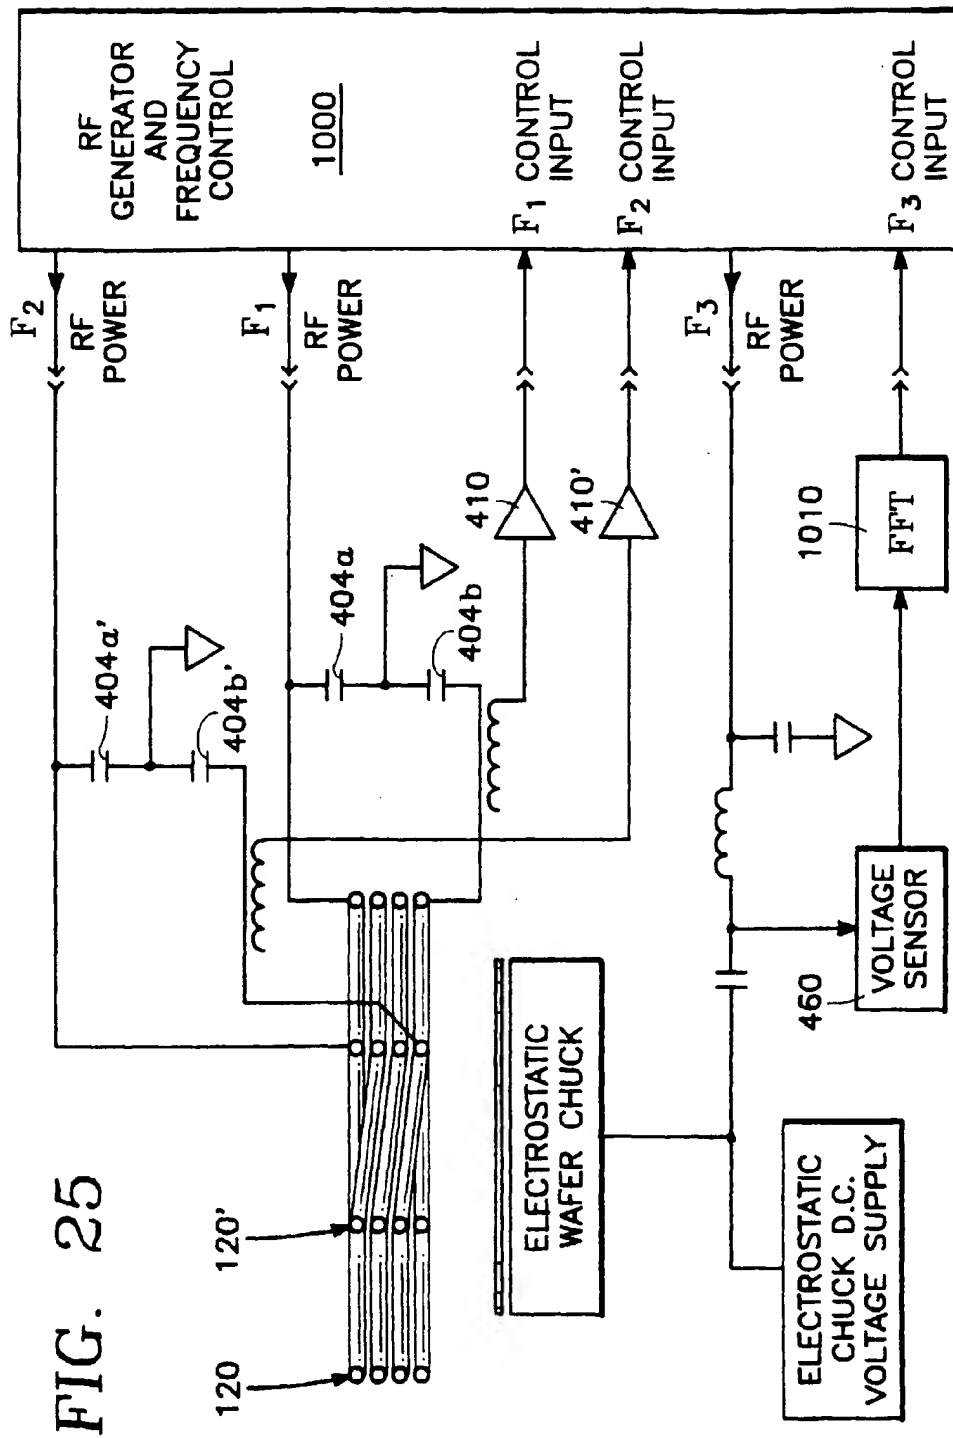 FIG. 25
RF
GENERATOR
AND
FREQUENCY
CONTROL
1000
F2
RF
POWER
F1
RF
POWER
F1 CONTROL
INPUT
F2 CONTROL
INPUT
F3
RF
POWER
F3 CONTROL
INPUT
404a'
404b'
404a
404b
410
410'
1010
FFT
120
120'
ELECTROSTATIC
WAFER CHUCK
460
VOLTAGE
SENSOR
ELECTROSTATIC
CHUCK D.C.
VOLTAGE SUPPLY